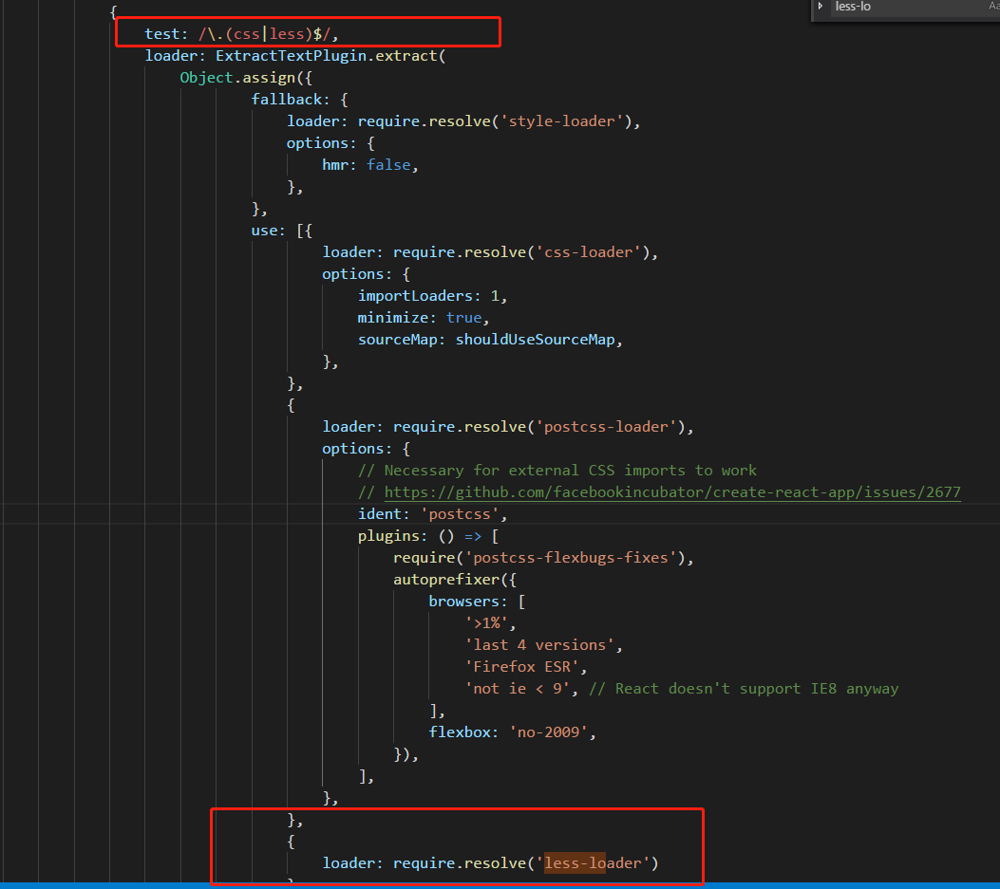 less-lo
Aa
{
test: /\.(css|less)$/,
loader: ExtractTextPlugin.extract(
Object.assign({
fallback: {
loader: require.resolve('style-loader'),
options: {
hmr: false,
},
},
use: [{
loader: require.resolve('css-loader'),
options: {
importLoaders: 1,
minimize: true,
sourceMap: shouldUseSourceMap,
},
},
{
loader: require.resolve('postcss-loader'),
options: {
// Necessary for external CSS imports to work
// https://github.com/facebookincubator/create-react-app/issues/2677
ident: 'postcss',
plugins: () => [
require('postcss-flexbugs-fixes'),
autoprefixer({
browsers: [
'>1%',
'last 4 versions',
'Firefox ESR',
'not ie < 9', // React doesn't support IE8 anyway
],
flexbox: 'no-2009',
}),
],
},
},
{
loader: require.resolve('less-loader')